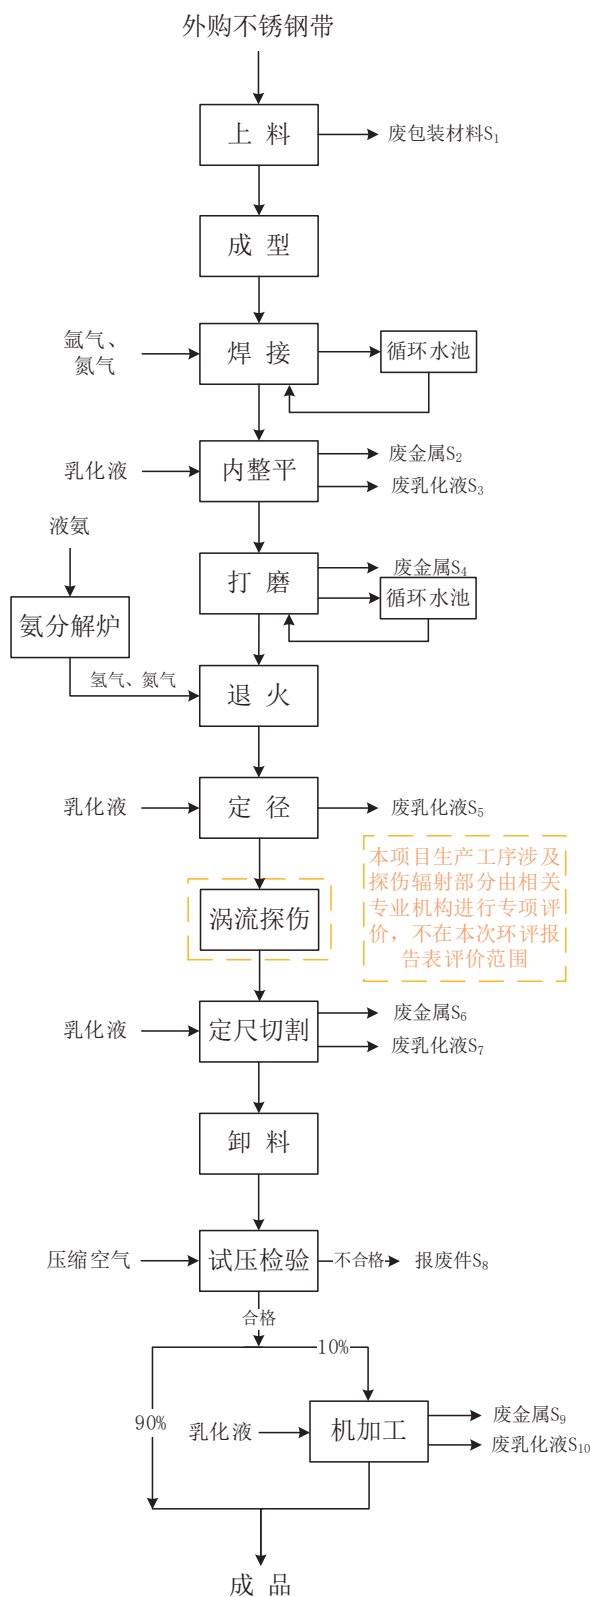 外购不锈钢带
上 料
废包装材料S₁
成 型
氩气、
氮气
焊 接
循环水池
乳化液
内整平
废金属S₂
废乳化液S₃
液氨
氨分解炉
打 磨
废金属S₄
循环水池
氢气、氮气
退 火
乳化液
定 径
废乳化液S₅
本项目生产工序涉及
探伤辐射部分由相关
专业机构进行专项评
价，不在本次环评报
告表评价范围
涡流探伤
乳化液
定尺切割
废金属S₆
废乳化液S₇
卸 料
压缩空气
试压检验
不合格
报废件S₈
合格
10%
90%
乳化液
机加工
废金属S₉
废乳化液S₁₀
成 品